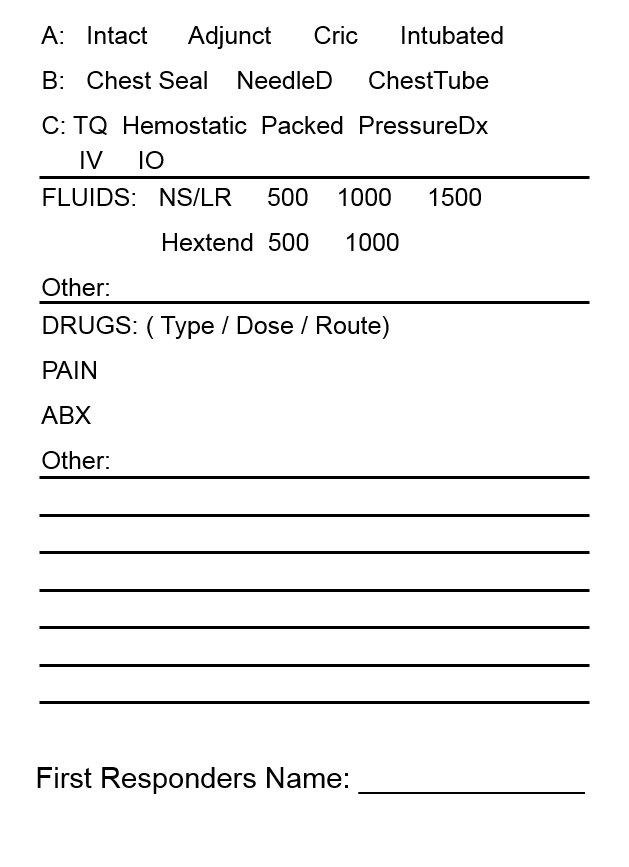 A: Intact Adjunct Cric Intubated
B: Chest Seal NeedleD ChestTube
C: TQ Hemostatic Packed PressureDx
IV IO
FLUIDS: NS/LR 500 1000 1500
Hextend 500 1000
Other:
DRUGS: ( Type / Dose / Route)
PAIN
ABX
Other:
First Responders Name: ______________